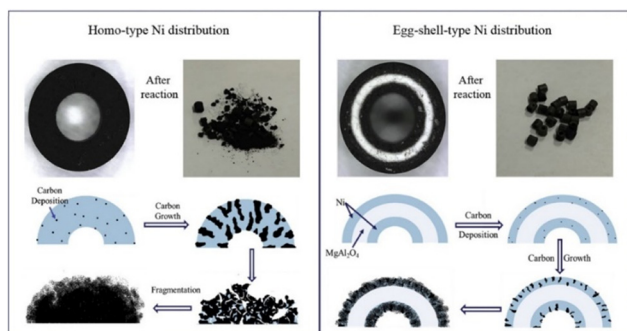 Homo-type Ni distribution
After
reaction
Carbon
Deposition
Carbon
Growth
Fragmentation
Egg-shell-type Ni distribution
After
reaction
Ni
MgAl₂O₄
Carbon
Deposition
Carbon
Growth